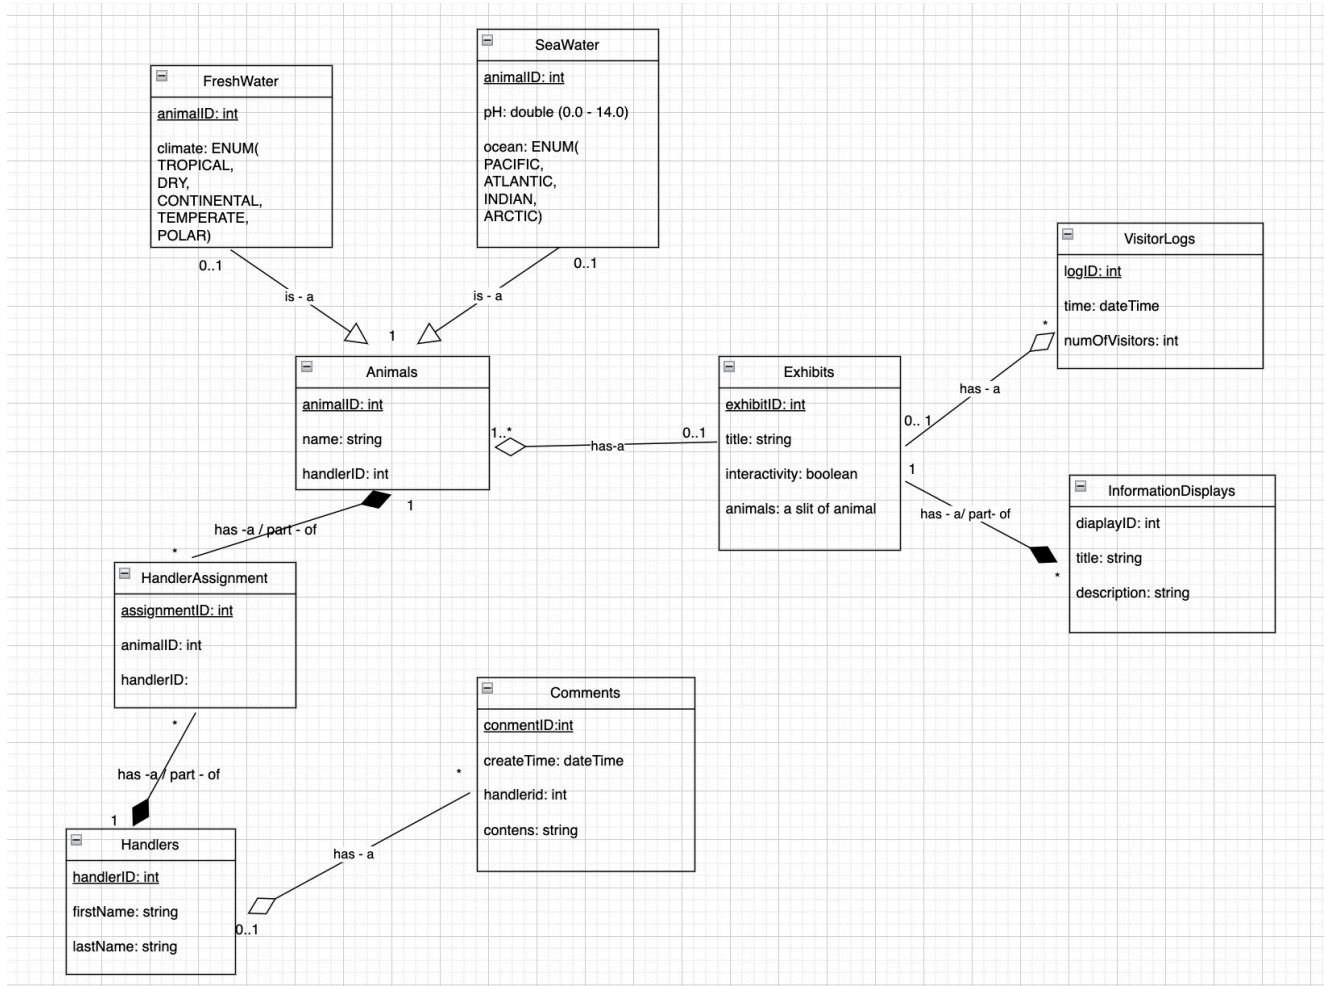 FreshWater
animalID: int
climate: ENUM(
TROPICAL,
DRY,
CONTINENTAL,
TEMPERATE,
POLAR)
SeaWater
animalID: int
pH: double (0.0 - 14.0)
ocean: ENUM(
PACIFIC,
ATLANTIC,
INDIAN,
ARCTIC)
0..1
0..1
is - a
is - a
1
Animals
animalID: int
name: string
handlerID: int
1..*
has-a
0..1
Exhibits
exhibitID: int
title: string
interactivity: boolean
animals: a slit of animal
VisitorLogs
logID: int
time: dateTime
numOfVisitors: int
*
has - a
0.. 1
1
has - a/ part- of
*
InformationDisplays
diaplayID: int
title: string
description: string
1
has -a / part - of
*
HandlerAssignment
assignmentID: int
animalID: int
handlerID:
*
has -a / part - of
1
Handlers
handlerID: int
firstName: string
lastName: string
0..1
has - a
*
Comments
conmentID:int
createTime: dateTime
handlerid: int
contens: string